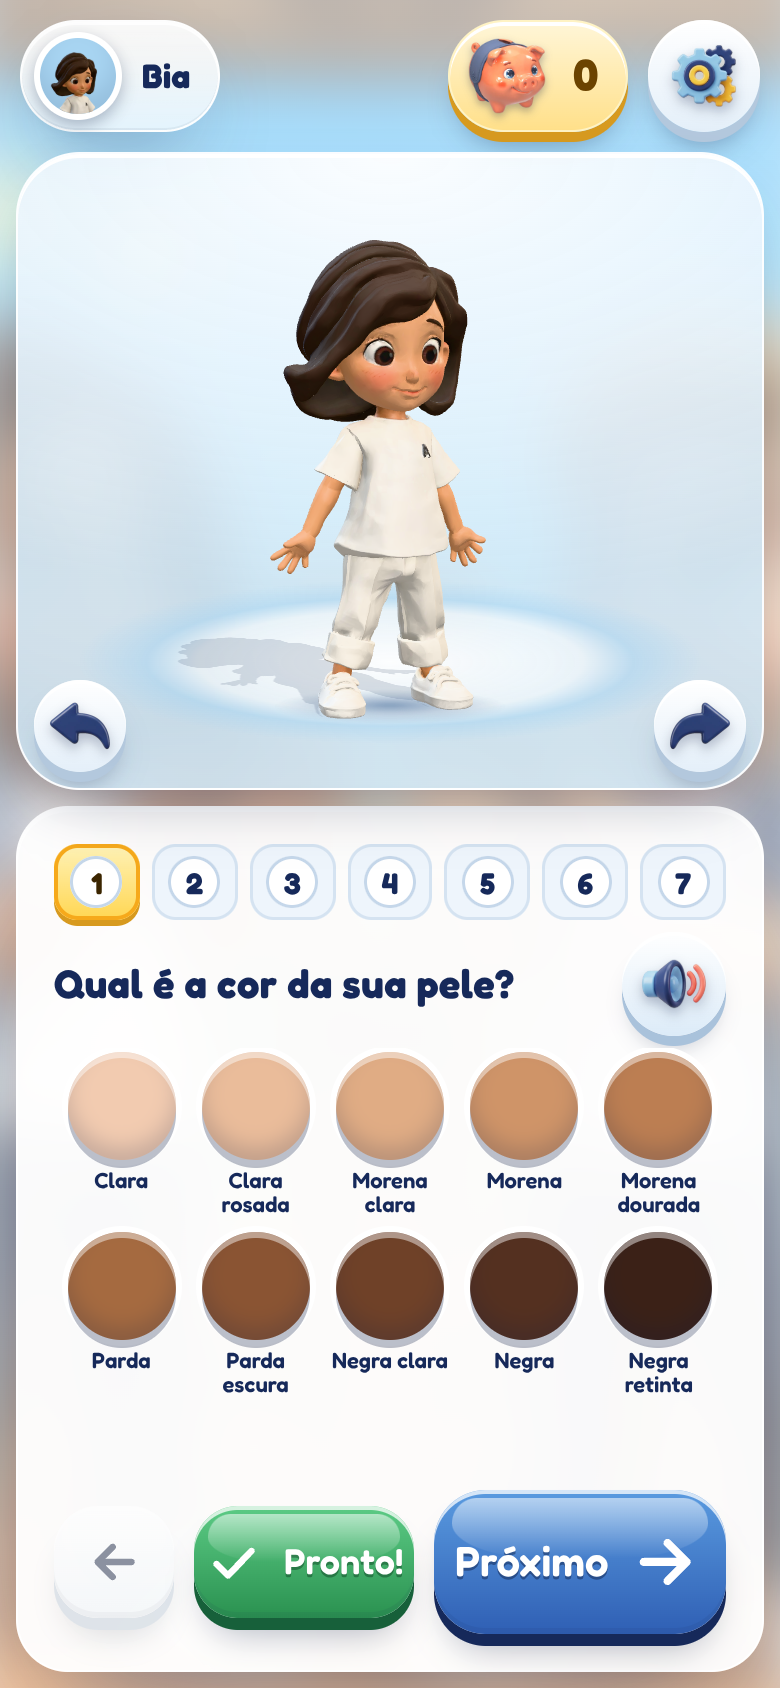 Bia
0
1 2 3 4 5 6 7
Qual é a cor da sua pele?
Clara
Clara
rosada
Morena
clara
Morena
Morena
dourada
Parda
Parda
escura
Negra clara
Negra
Negra
retinta
Pronto!
Próximo